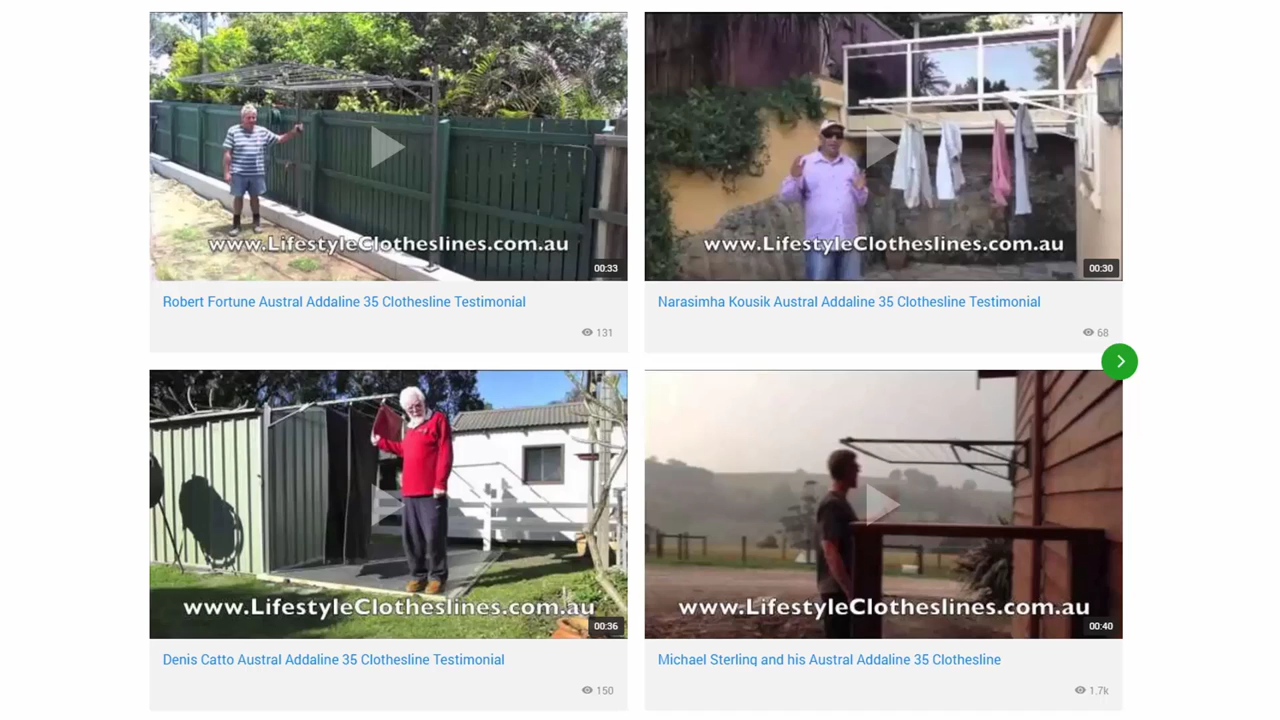 www.LifestyleClotheslines.com.au
00:33
Robert Fortune Austral Addaline 35 Clothesline Testimonial
131
www.LifestyleClotheslines.com.au
00:30
Narasimha Kousik Austral Addaline 35 Clothesline Testimonial
68
www.LifestyleClotheslines.com.au
00:36
Denis Catto Austral Addaline 35 Clothesline Testimonial
150
www.LifestyleClotheslines.com.au
00:40
Michael Sterling and his Austral Addaline 35 Clothesline
1.7k